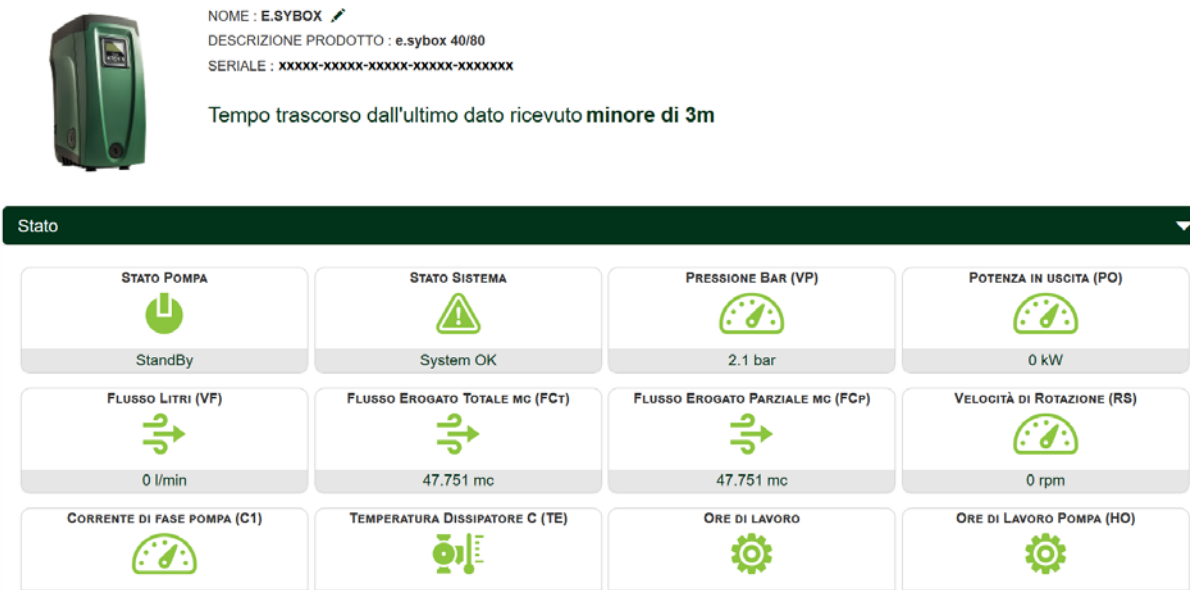 NOME : E.SYBOX
DESCRIZIONE PRODOTTO : e.sybox 40/80
SERIALE : xxxxx-xxxxx-xxxxx-xxxxx-xxxxxxx
Tempo trascorso dall'ultimo dato ricevuto minore di 3m
Stato
STATO POMPA STATO SISTEMA PRESSIONE BAR (VP) POTENZA IN USCITA (PO)
StandBy System OK 2.1 bar 0 kW
FLUSSO LITRI (VF) FLUSSO EROGATO TOTALE MC (FCT) FLUSSO EROGATO PARZIALE MC (FCP) VELOCITÀ DI ROTAZIONE (RS)
0 l/min 47.751 mc 47.751 mc 0 rpm
CORRENTE DI FASE POMPA (C1) TEMPERATURA DISSIPATORE C (TE) ORE DI LAVORO ORE DI LAVORO POMPA (HO)